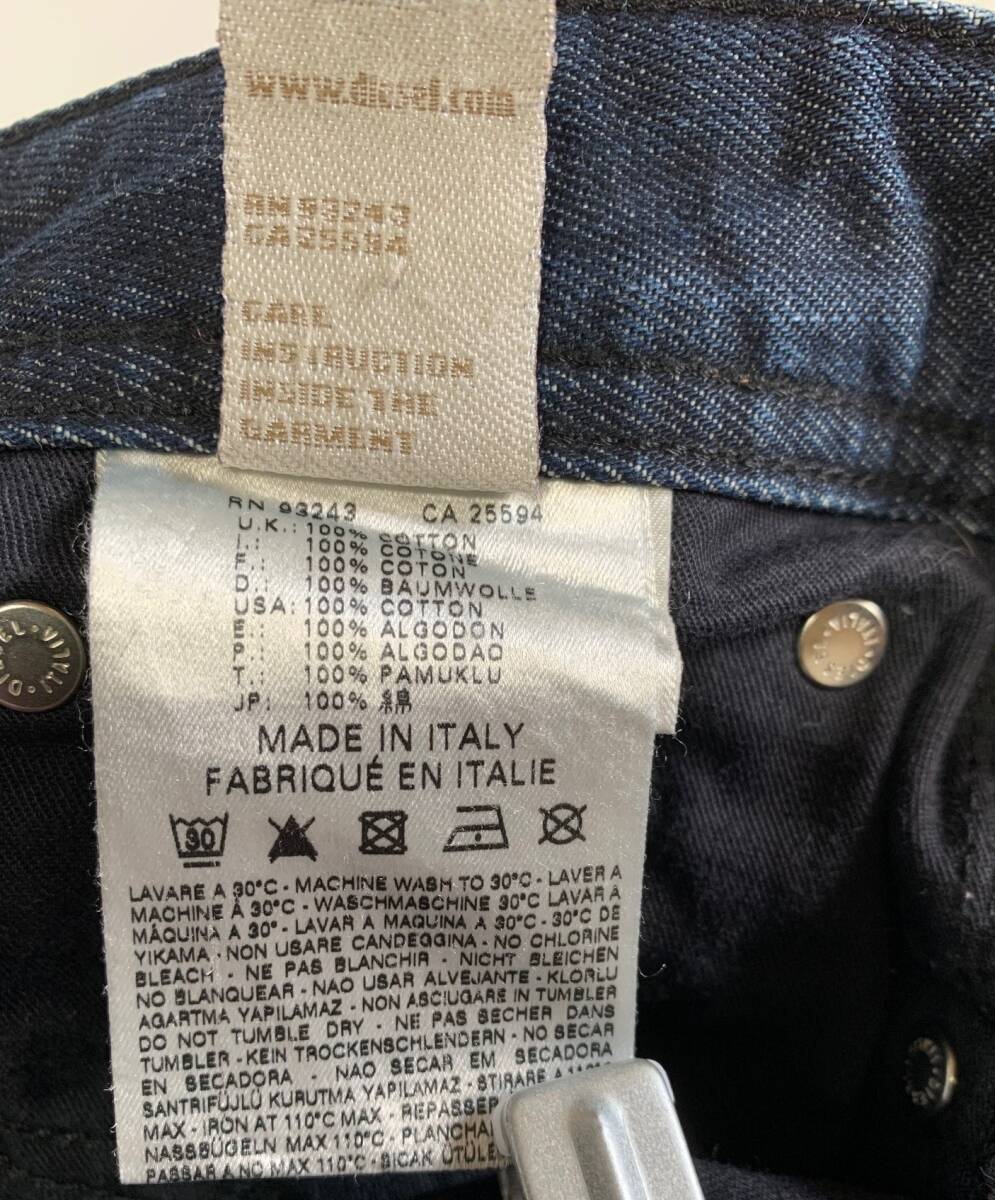 www.diesel.com
RN 93243
CA 25594
CARE
INSTRUCTION
INSIDE THE
GARMENT
RN 93243 CA 25594
U.K.: 100% COTTON
I.: 100% COTONE
F.: 100% COTON
D.: 100% BAUMWOLLE
USA: 100% COTTON
E.: 100% ALGODON
P.: 100% ALGODAO
T.: 100% PAMUKLU
JP: 100% 綿
MADE IN ITALY
FABRIQUÉ EN ITALIE
30
LAVARE A 30°C - MACHINE WASH TO 30°C - LAVER A
MACHINE À 30°C - WASCHMASCHINE 30°C LAVAR A
MÂQUINA A 30° - LAVAR A MAQUINA A 30°C - 30°C DE
YIKAMA - NON USARE CANDEGGINA - NO CHLORINE
BLEACH - NE PAS BLANCHIR - NICHT BLEICHEN
NO BLANQUEAR - NAO USAR ALVEJANTE - KLORLU
AGARTMA YAPILAMAZ - NON ASCIUGARE IN TUMBLER
DO NOT TUMBLE DRY - NE PAS SECHER DANS
TUMBLER - KEIN TROCKENSCHLENDERN - NO SECAR
EN SECADORA - NAO SECAR EM SECADORA
SANTRIFÜJLÜ KURUTMA YAPILAMAZ - STIRARE A 110°C
MAX - IRON AT 110°C MAX - REPASSER
NASSBÜGELN MAX 110°C - PLANCHA
PASSAR A NO MAX 110°C - SICAK ÜTÜLE
DIESEL · ITALIA ·